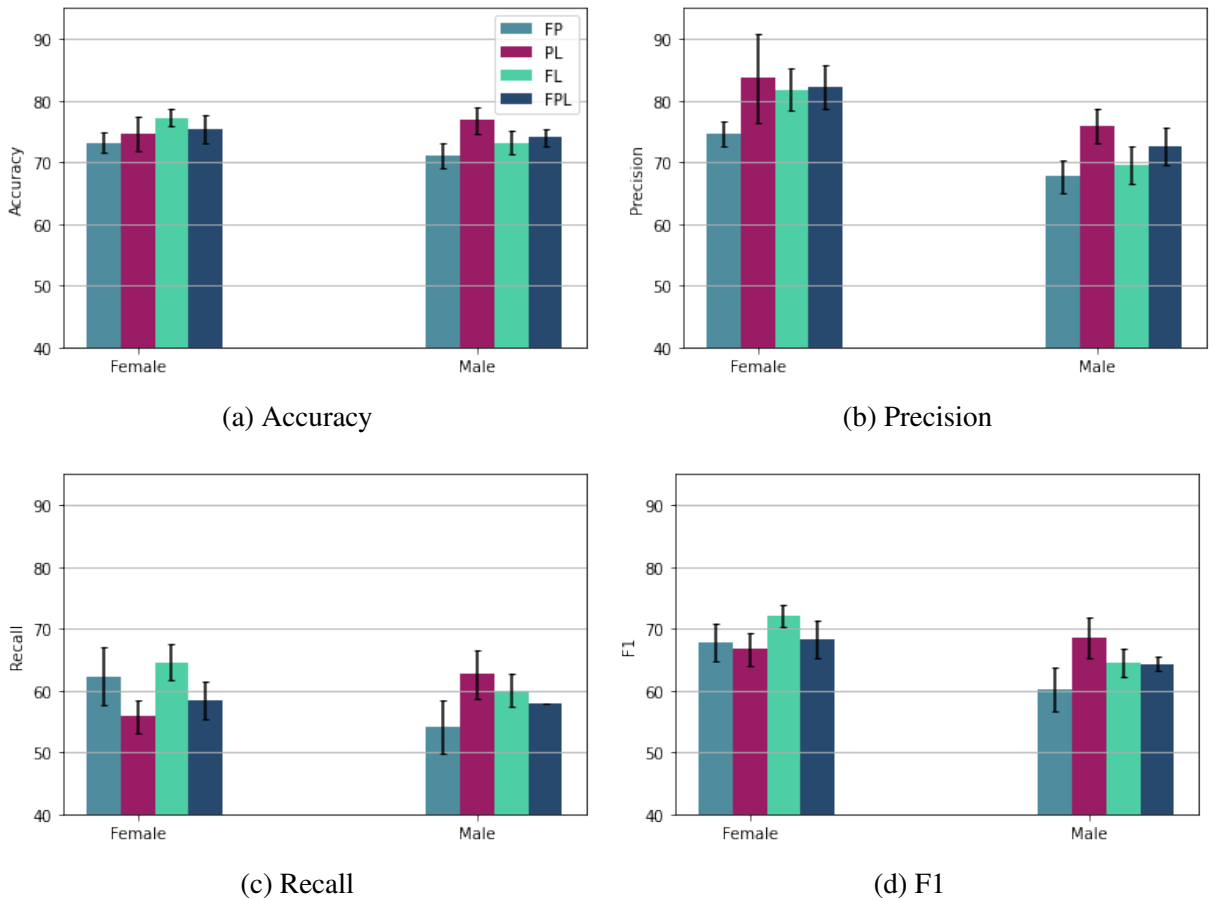 90
80
70
60
50
40
Accuracy
Female
Male
FP
PL
FL
FPL
(a) Accuracy
90
80
70
60
50
40
Precision
Female
Male
(b) Precision
90
80
70
60
50
40
Recall
Female
Male
(c) Recall
90
80
70
60
50
40
F1
Female
Male
(d) F1